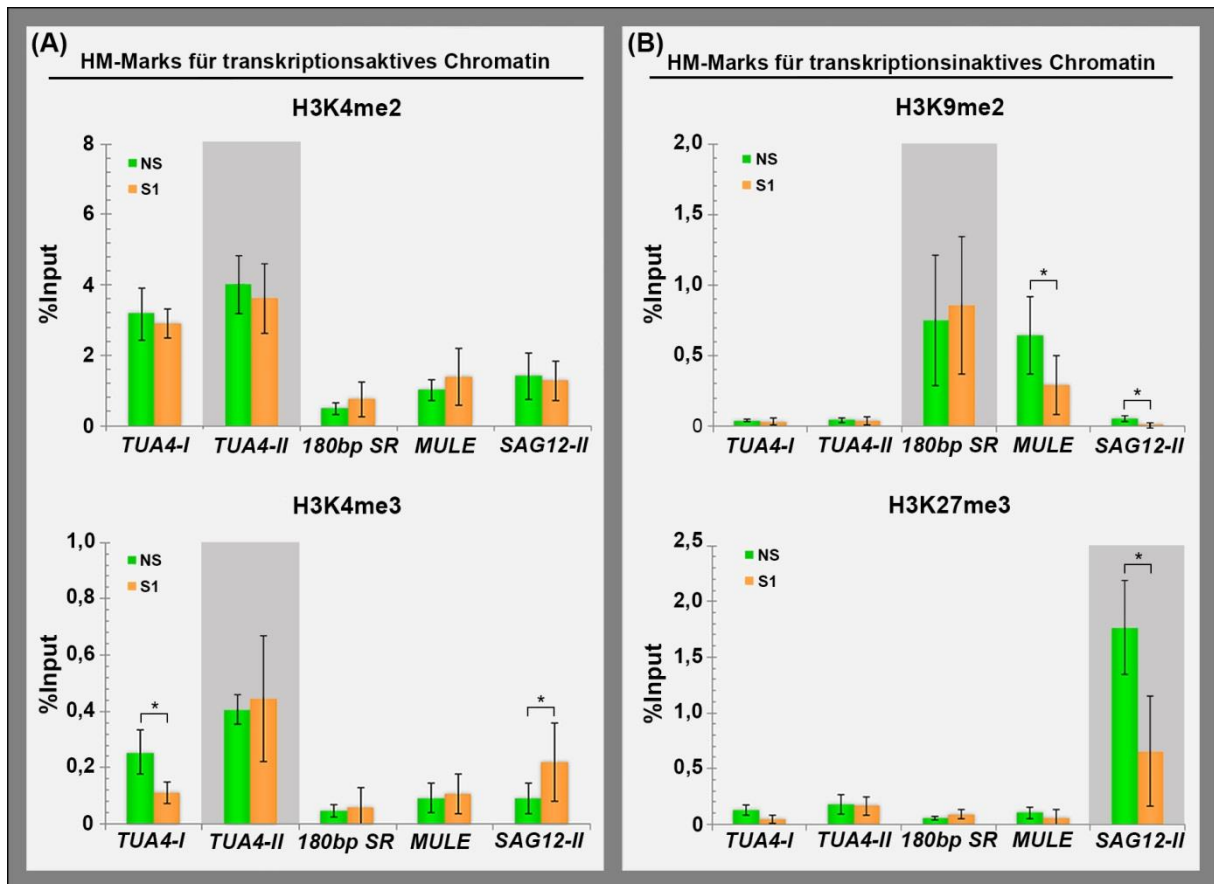 (A)
HM-Marks für transkriptionsaktives Chromatin
H3K4me2
8
6
4
2
0
%Input
NS
S1
TUA4-I TUA4-II 180bp SR MULE SAG12-II
H3K4me3
1,0
0,8
0,6
0,4
0,2
0
%Input
NS
S1
*
*
TUA4-I TUA4-II 180bp SR MULE SAG12-II
(B)
HM-Marks für transkriptionsinaktives Chromatin
H3K9me2
2,0
1,5
1,0
0,5
0
%Input
NS
S1
*
*
TUA4-I TUA4-II 180bp SR MULE SAG12-II
H3K27me3
2,5
2,0
1,5
1,0
0,5
0
%Input
NS
S1
*
TUA4-I TUA4-II 180bp SR MULE SAG12-II